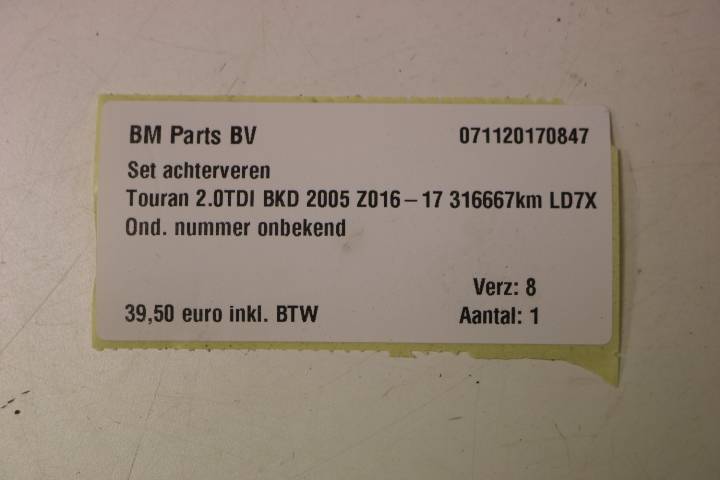 BM Parts BV 071120170847
Set achterveren
Touran 2.0TDI BKD 2005 Z016-17 316667km LD7X
Ond. nummer onbekend
Verz: 8
39,50 euro inkl. BTW Aantal: 1